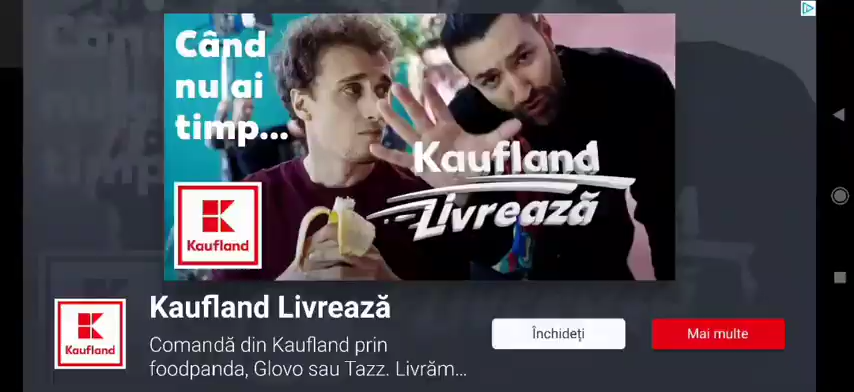 Când
nu ai
timp...
Kaufland
Livrează
Kaufland
Kaufland
Kaufland Livrează
Comandă din Kaufland prin
foodpanda, Glovo sau Tazz. Livrăm...
Închideți
Mai multe